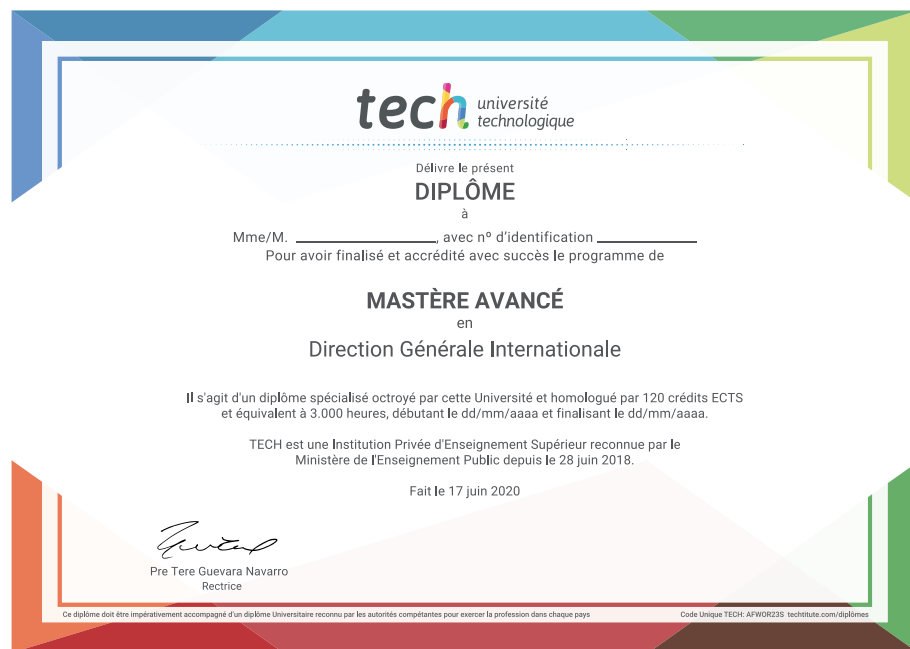 tech université
technologique
Délivre le présent
DIPLÔME
à
Mme/M. ____________________, avec nº d'identification ______________
Pour avoir finalisé et accrédité avec succès le programme de
MASTÈRE AVANCÉ
en
Direction Générale Internationale
Il s'agit d'un diplôme spécialisé octroyé par cette Université et homologué par 120 crédits ECTS
et équivalent à 3.000 heures, débutant le dd/mm/aaaa et finalisant le dd/mm/aaaa.
TECH est une Institution Privée d'Enseignement Supérieur reconnue par le
Ministère de l'Enseignement Public depuis le 28 juin 2018.
Fait le 17 juin 2020
Pre Tere Guevara Navarro
Rectrice
Ce diplôme doit être impérativement accompagné d'un diplôme Universitaire reconnu par les autorités compétentes pour exercer la profession dans chaque pays
Code Unique TECH: AFWOR23S techtitute.com/diplômes